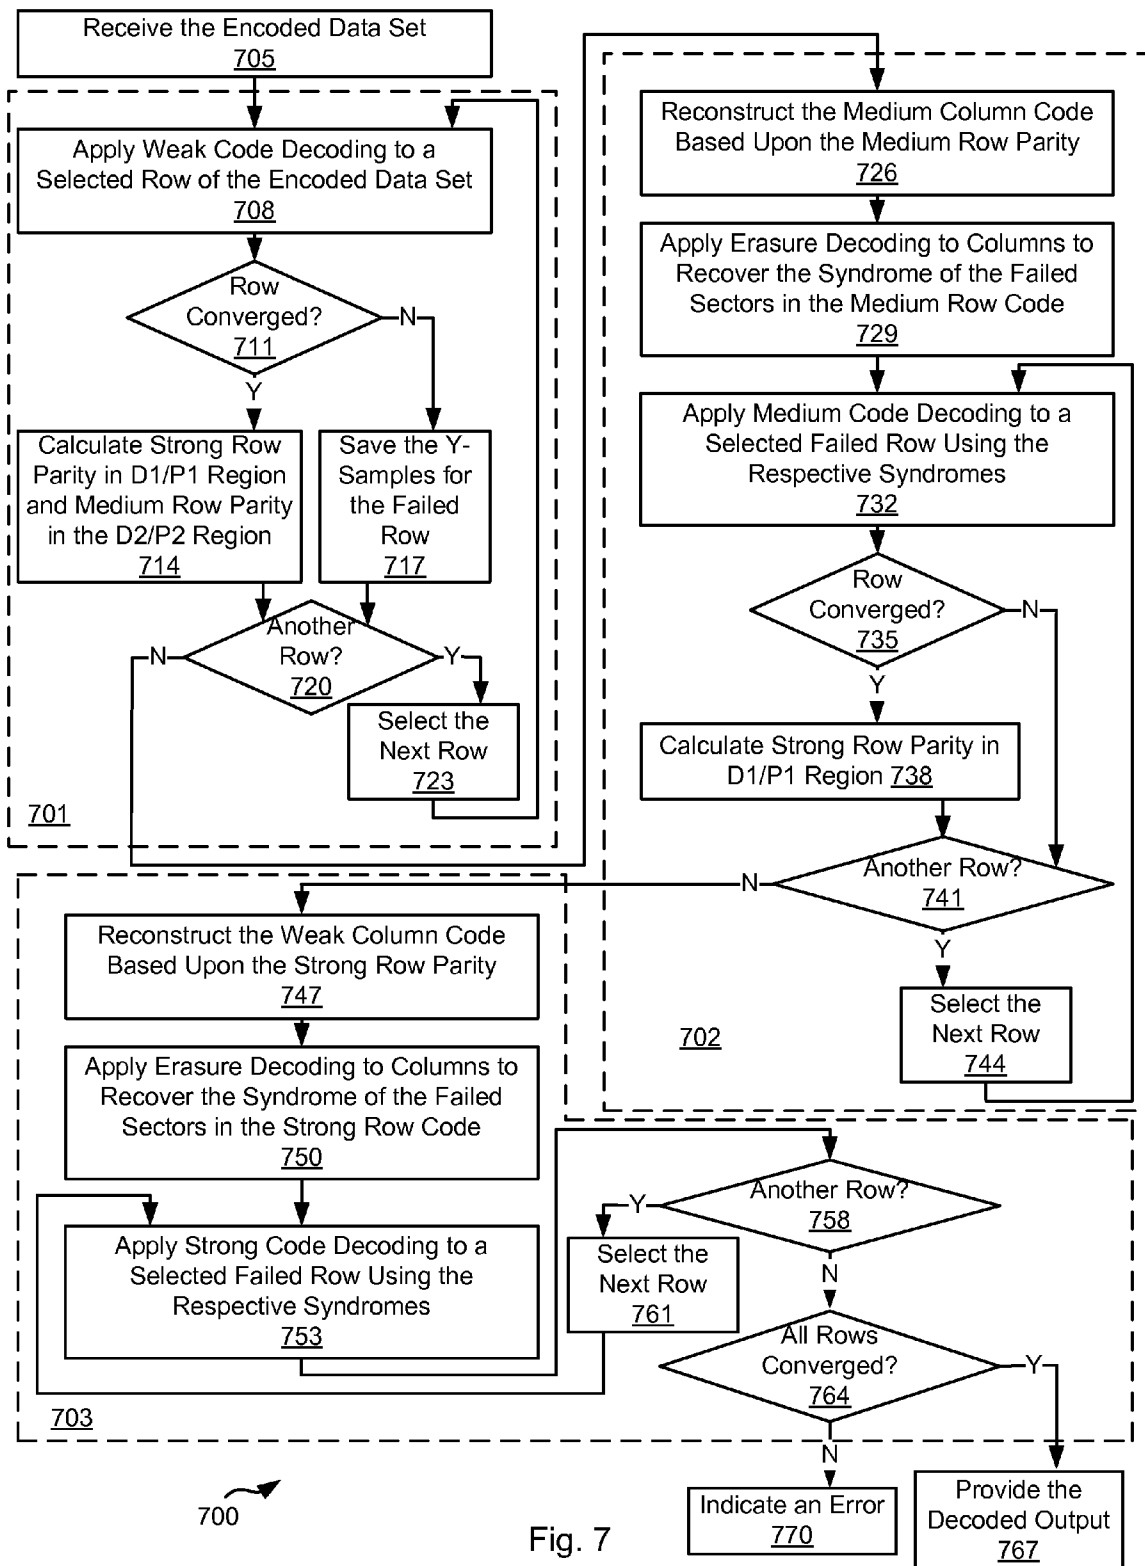 Receive the Encoded Data Set
705
Apply Weak Code Decoding to a
Selected Row of the Encoded Data Set
708
Row
Converged?
711
N
Y
Calculate Strong Row
Parity in D1/P1 Region
and Medium Row Parity
in the D2/P2 Region
714
Save the Y-
Samples for
the Failed
Row
717
Another
Row?
720
N
Y
Select the
Next Row
723
701
Reconstruct the Medium Column Code
Based Upon the Medium Row Parity
726
Apply Erasure Decoding to Columns to
Recover the Syndrome of the Failed
Sectors in the Medium Row Code
729
Apply Medium Code Decoding to a
Selected Failed Row Using the
Respective Syndromes
732
Row
Converged?
735
N
Y
Calculate Strong Row Parity in
D1/P1 Region 738
Another Row?
741
N
Y
Select the
Next Row
744
702
Reconstruct the Weak Column Code
Based Upon the Strong Row Parity
747
Apply Erasure Decoding to Columns to
Recover the Syndrome of the Failed
Sectors in the Strong Row Code
750
Apply Strong Code Decoding to a
Selected Failed Row Using the
Respective Syndromes
753
Another Row?
758
Y
N
Select the
Next Row
761
All Rows
Converged?
764
Y
N
703
Indicate an Error
770
Provide the
Decoded Output
767
700
Fig. 7